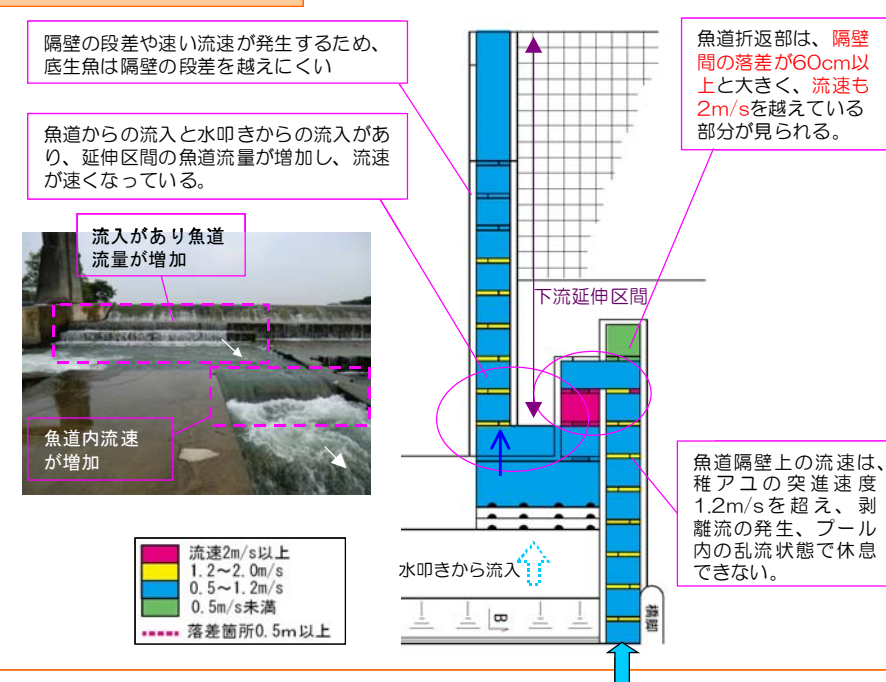 隔壁の段差や速い流速が発生するため、
底生魚は隔壁の段差を越えにくい
魚道からの流入と水叩きからの流入があ
り、延伸区間の魚道流量が増加し、流速
が速くなっている。
流入があり魚道
流量が増加
魚道内流速
が増加
流速2m/s以上
1.2～2.0m/s
0.5～1.2m/s
0.5m/s未満
落差箇所0.5m以上
下流延伸区間
水叩きから流入
B
橋脚
魚道折返部は、隔壁
間の落差が60cm以
上と大きく、流速も
2m/sを越えている
部分が見られる。
魚道隔壁上の流速は、
稚アユの突進速度
1.2m/sを超え、剥
離流の発生、プール
内の乱流状態で休息
できない。